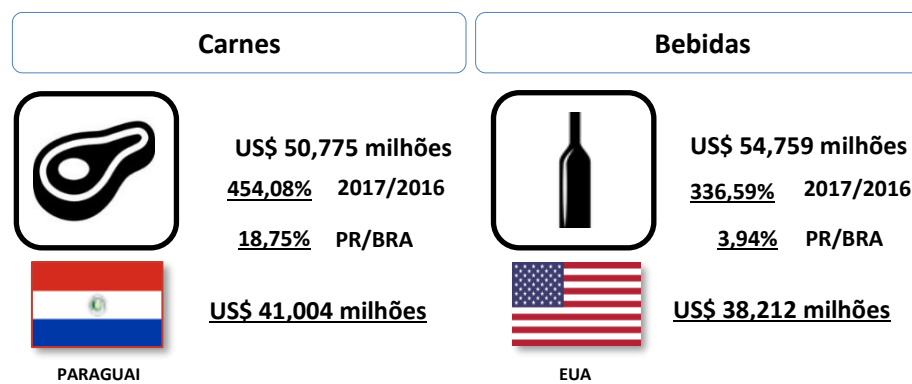 Carnes
US$ 50,775 milhões
454,08% 2017/2016
18,75% PR/BRA
US$ 41,004 milhões
PARAGUAI
Bebidas
US$ 54,759 milhões
336,59% 2017/2016
3,94% PR/BRA
US$ 38,212 milhões
EUA